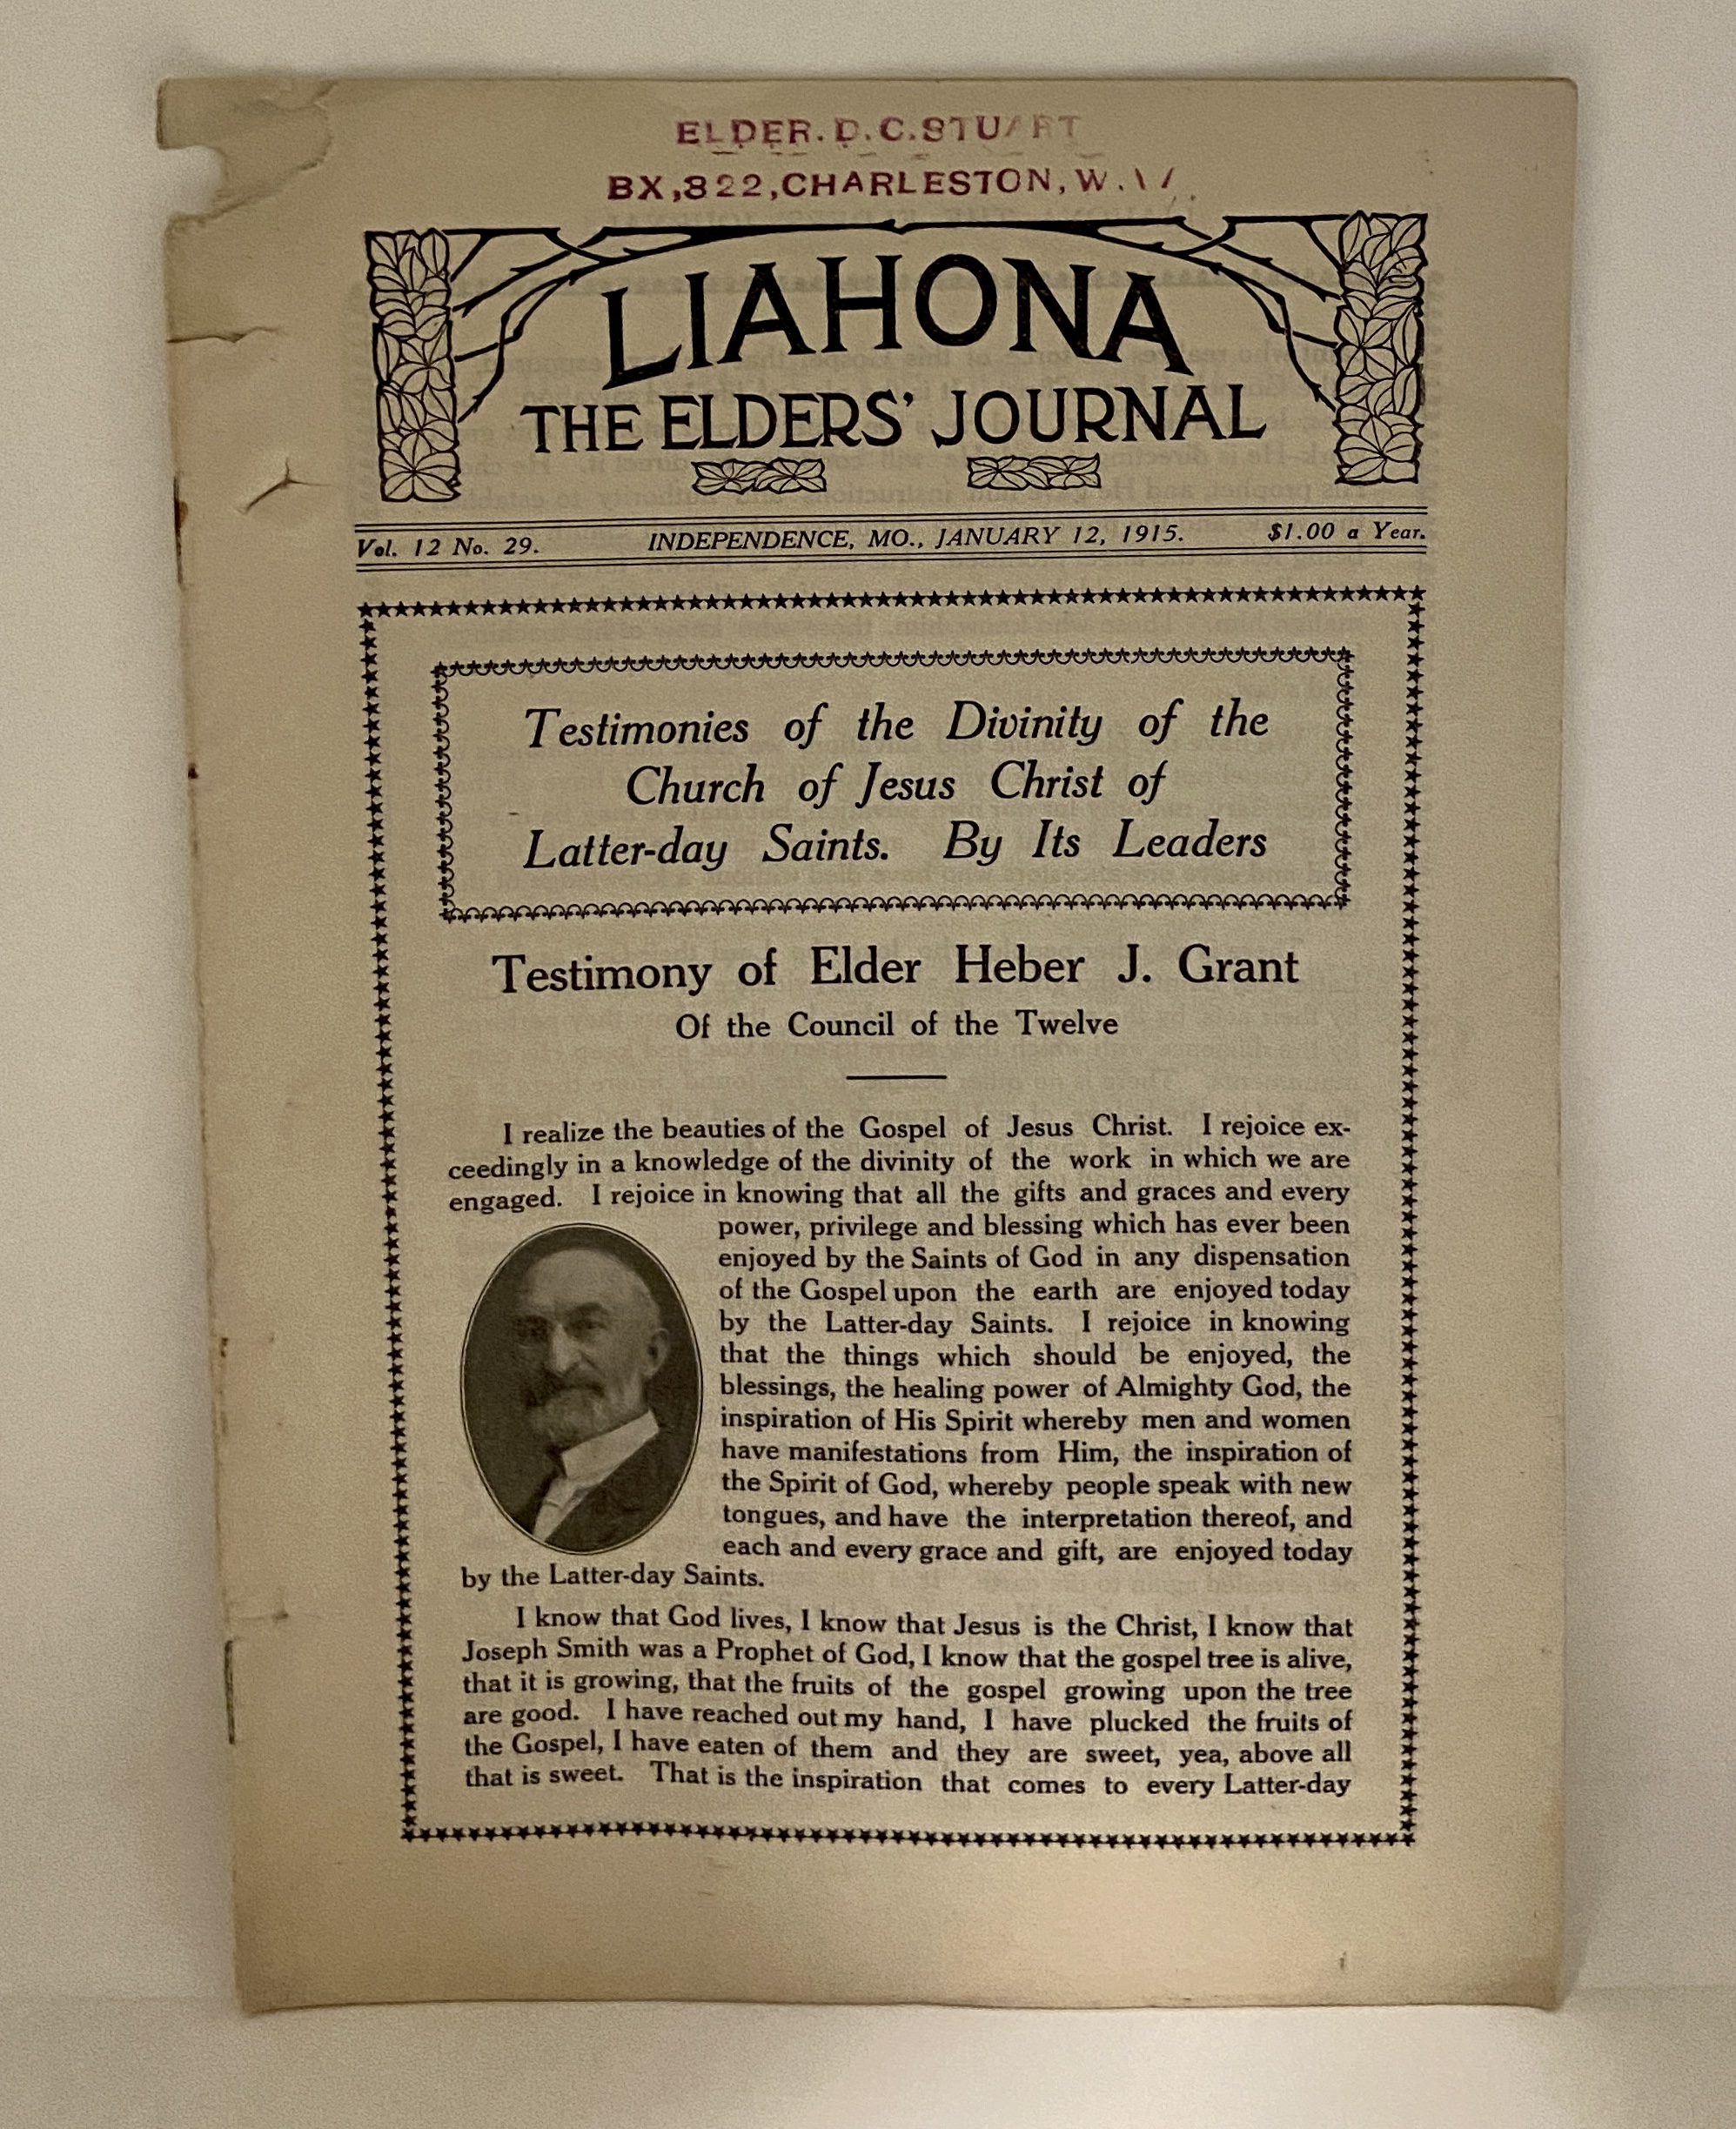 ELDER. D. C. STUART
BX,322,CHARLESTON, W.V
LIAHONA
THE ELDERS' JOURNAL
Vol. 12 No. 29. INDEPENDENCE, MO., JANUARY 12, 1915. $1.00 a Year.
Testimonies of the Divinity of the
Church of Jesus Christ of
Latter-day Saints. By Its Leaders
Testimony of Elder Heber J. Grant
Of the Council of the Twelve
I realize the beauties of the Gospel of Jesus Christ. I rejoice ex-
ceedingly in a knowledge of the divinity of the work in which we are
engaged. I rejoice in knowing that all the gifts and graces and every
power, privilege and blessing which has ever been
enjoyed by the Saints of God in any dispensation
of the Gospel upon the earth are enjoyed today
by the Latter-day Saints. I rejoice in knowing
that the things which should be enjoyed, the
blessings, the healing power of Almighty God, the
inspiration of His Spirit whereby men and women
have manifestations from Him, the inspiration of
the Spirit of God, whereby people speak with new
tongues, and have the interpretation thereof, and
each and every grace and gift, are enjoyed today
by the Latter-day Saints.
I know that God lives, I know that Jesus is the Christ, I know that
Joseph Smith was a Prophet of God, I know that the gospel tree is alive,
that it is growing, that the fruits of the gospel growing upon the tree
are good. I have reached out my hand, I have plucked the fruits of
the Gospel, I have eaten of them and they are sweet, yea, above all
that is sweet. That is the inspiration that comes to every Latter-day